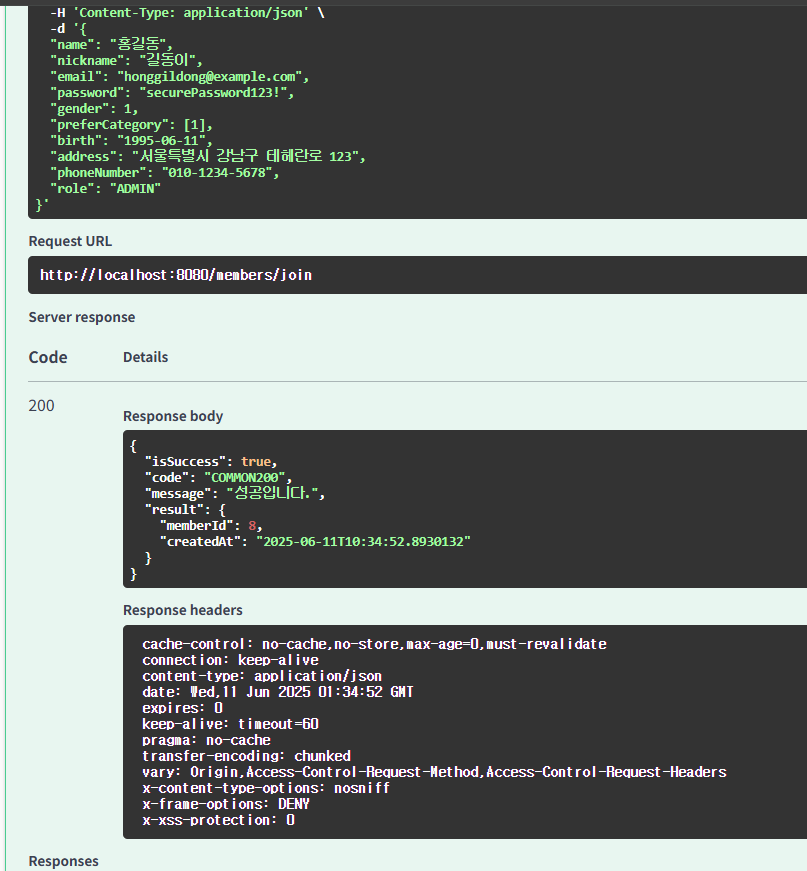 -H 'Content-Type: application/json' \
-d '{
"name": "홍길동",
"nickname": "길동이",
"email": "honggildong@example.com",
"password": "securePassword123!",
"gender": 1,
"preferCategory": [1],
"birth": "1995-06-11",
"address": "서울특별시 강남구 테헤란로 123",
"phoneNumber": "010-1234-5678",
"role": "ADMIN"
}'
Request URL
http://localhost:8080/members/join
Server response
Code Details
200
Response body
{
"isSuccess": true,
"code": "COMMON200",
"message": "성공입니다.",
"result": {
"memberId": 8,
"createdAt": "2025-06-11T10:34:52.8930132"
}
}
Response headers
cache-control: no-cache,no-store,max-age=0,must-revalidate
connection: keep-alive
content-type: application/json
date: Wed,11 Jun 2025 01:34:52 GMT
expires: 0
keep-alive: timeout=60
pragma: no-cache
transfer-encoding: chunked
vary: Origin,Access-Control-Request-Method,Access-Control-Request-Headers
x-content-type-options: nosniff
x-frame-options: DENY
x-xss-protection: 0
Responses